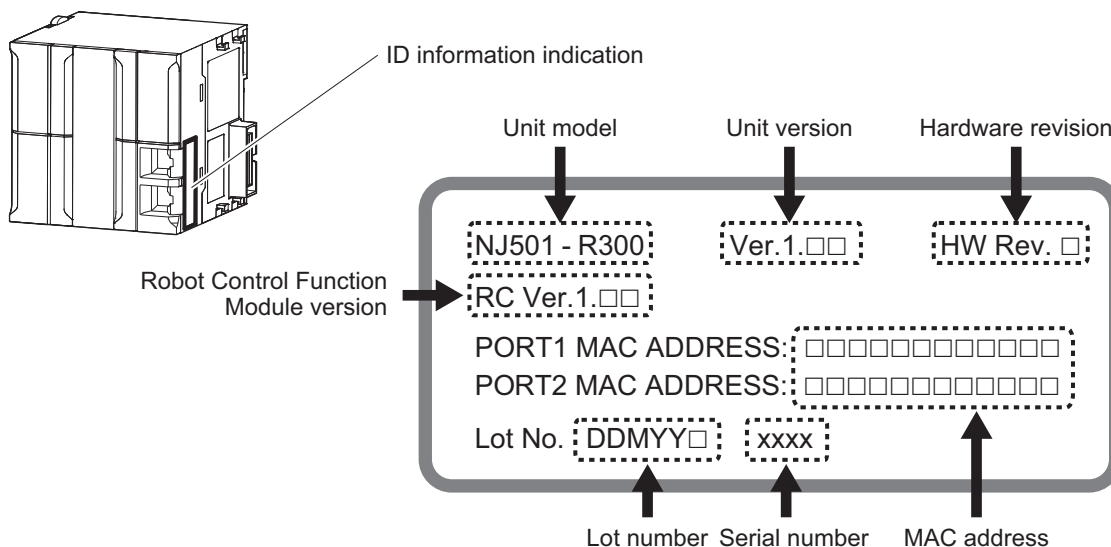 ID information indication
Unit model
Unit version
Hardware revision
NJ501 - R300
Ver.1.□□
HW Rev. □
Robot Control Function
Module version
RC Ver.1.□□
PORT1 MAC ADDRESS: □□□□□□□□□□□□
PORT2 MAC ADDRESS: □□□□□□□□□□□□
Lot No. DDMYY□ xxxx
Lot number
Serial number
MAC address